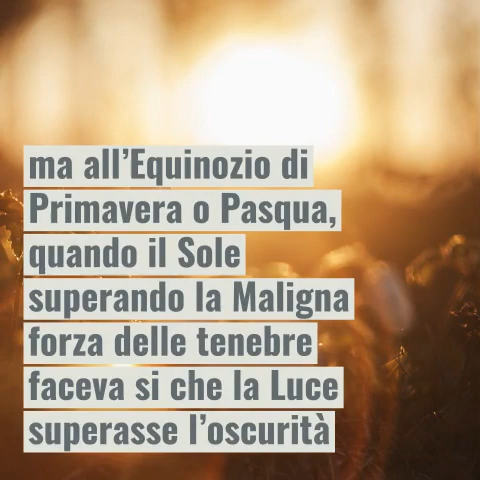 ma all’Equinozio di
Primavera o Pasqua,
quando il Sole
superando la Maligna
forza delle tenebre
faceva si che la Luce
superasse l’oscurità